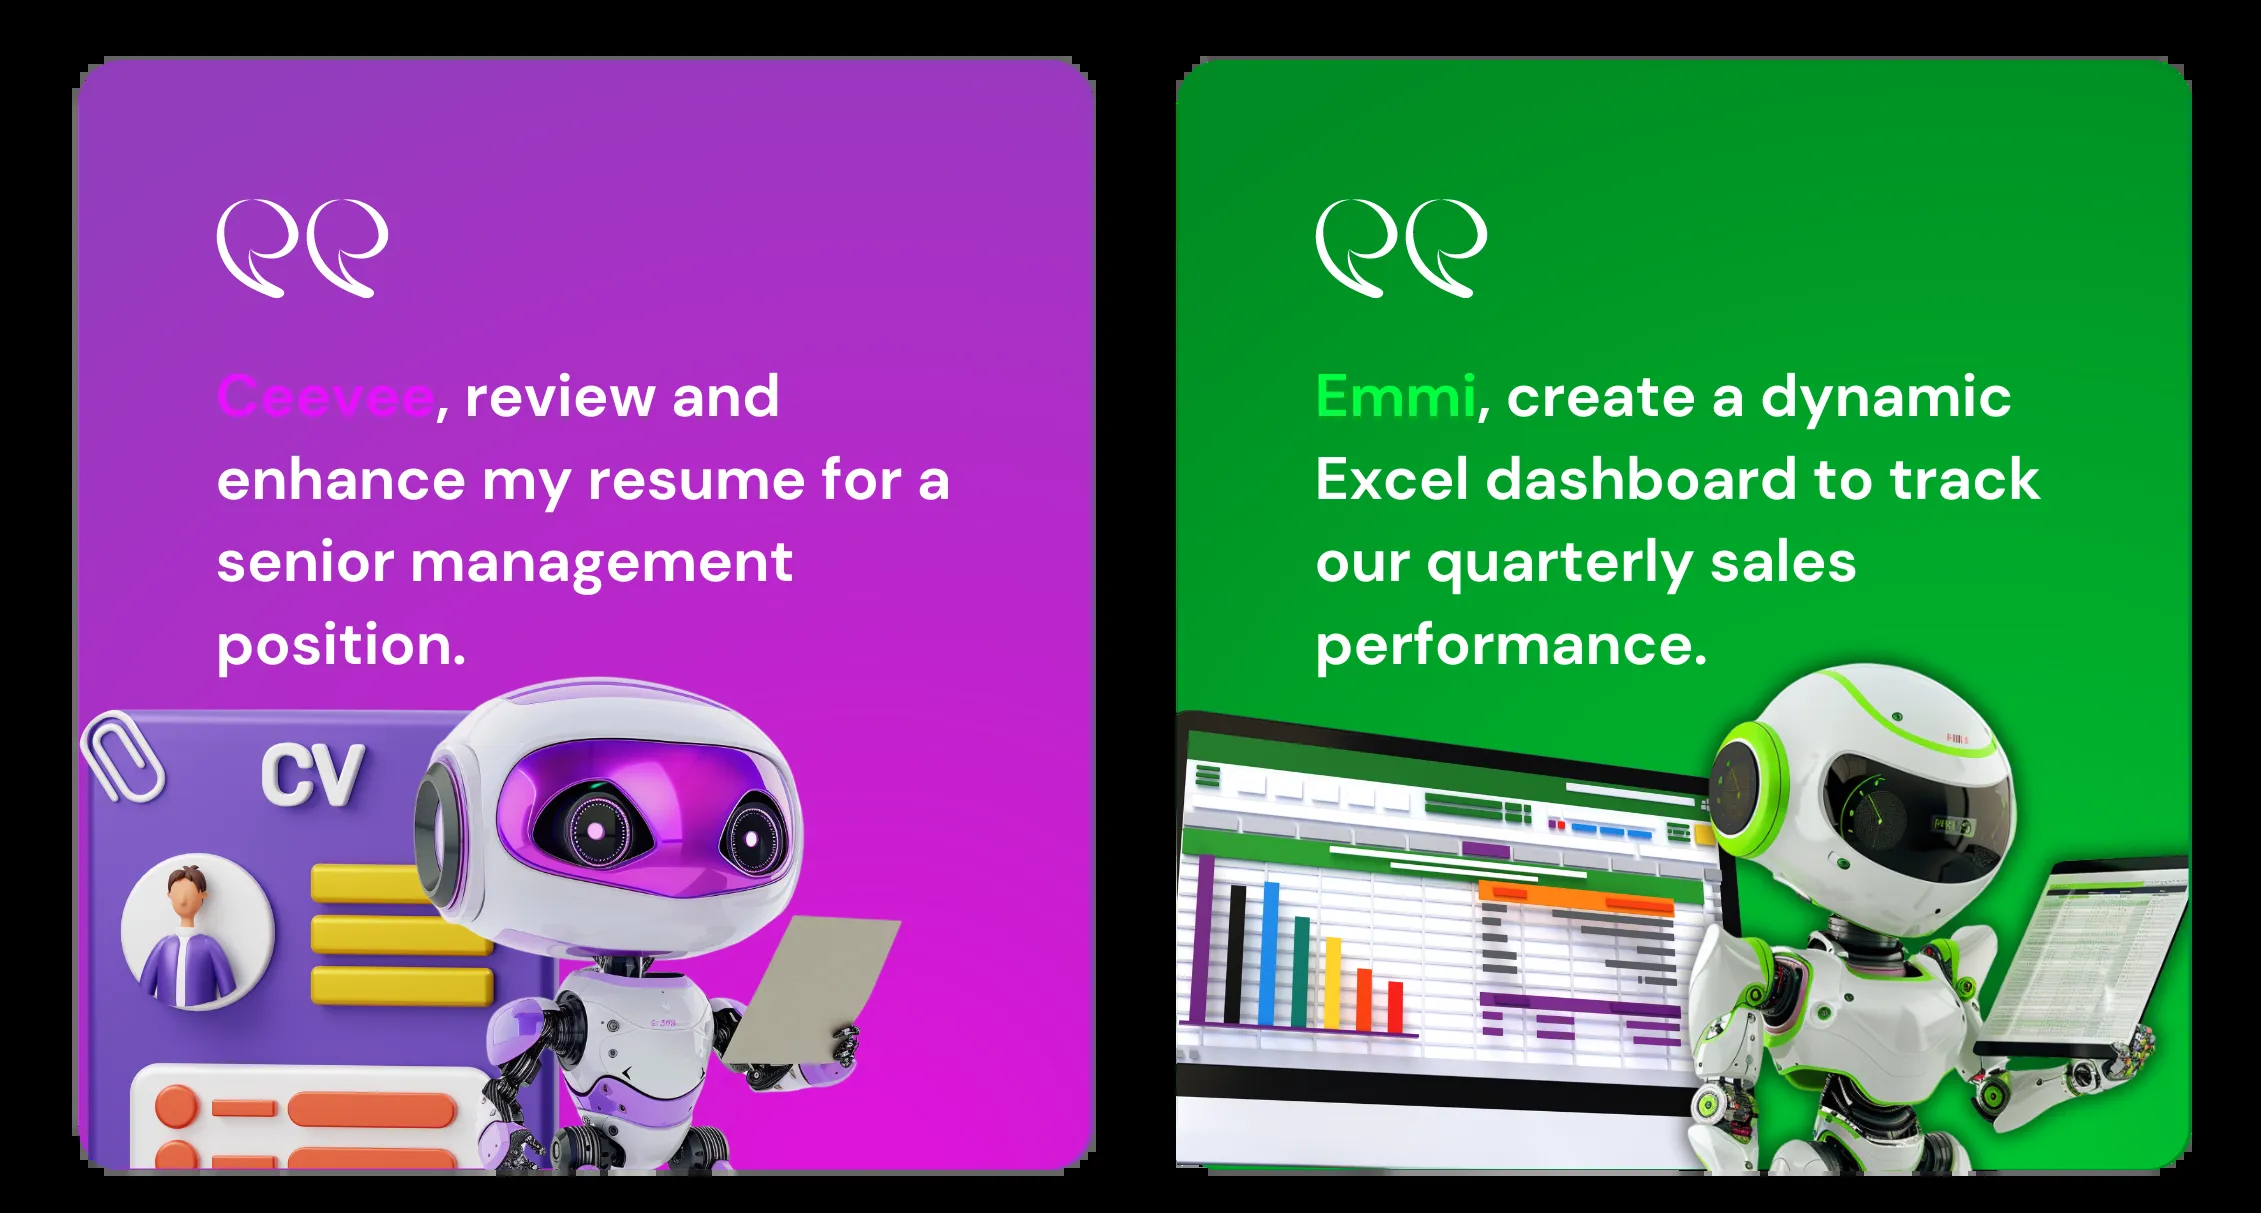 Ceevee, review and
enhance my resume for a
senior management
position.
CV
Emmi, create a dynamic
Excel dashboard to track
our quarterly sales
performance.